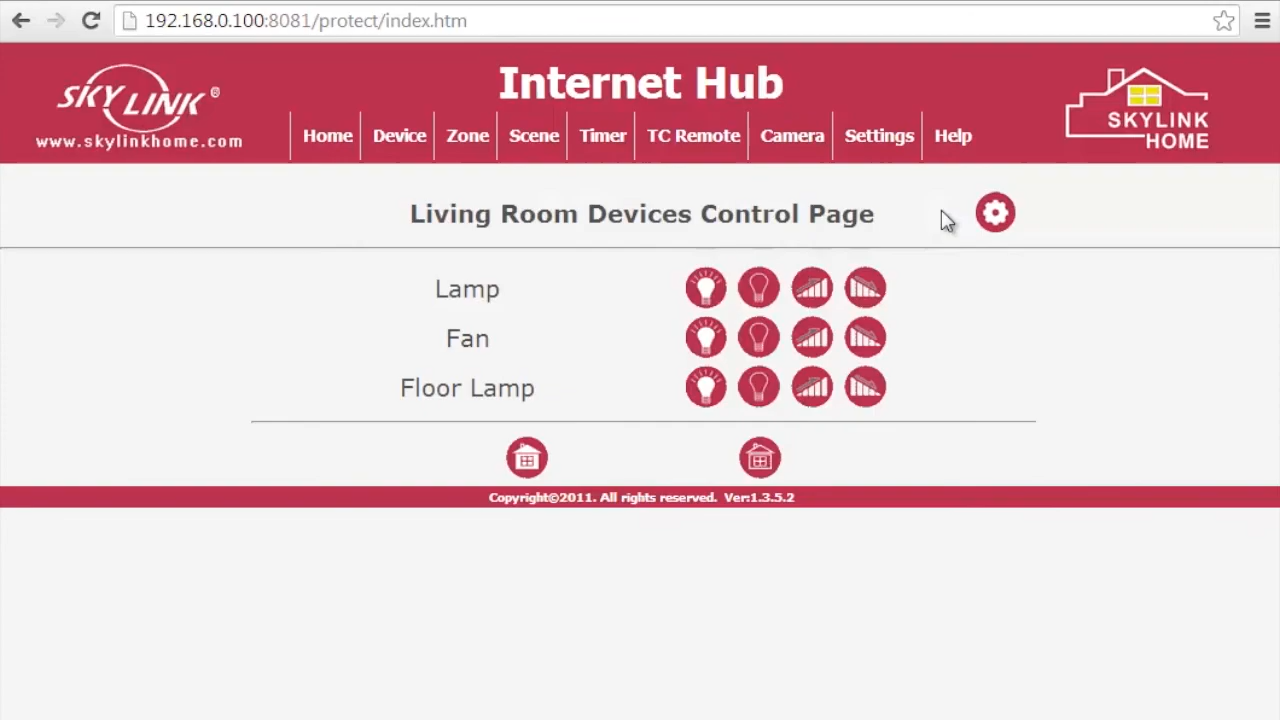 192.168.0.100:8081/protect/index.htm
SKYLINK®
www.skylinkhome.com
Internet Hub
Home Device Zone Scene Timer TC Remote Camera Settings Help
SKYLINK
HOME
Living Room Devices Control Page
Lamp
Fan
Floor Lamp
Copyright©2011. All rights reserved. Ver:1.3.5.2